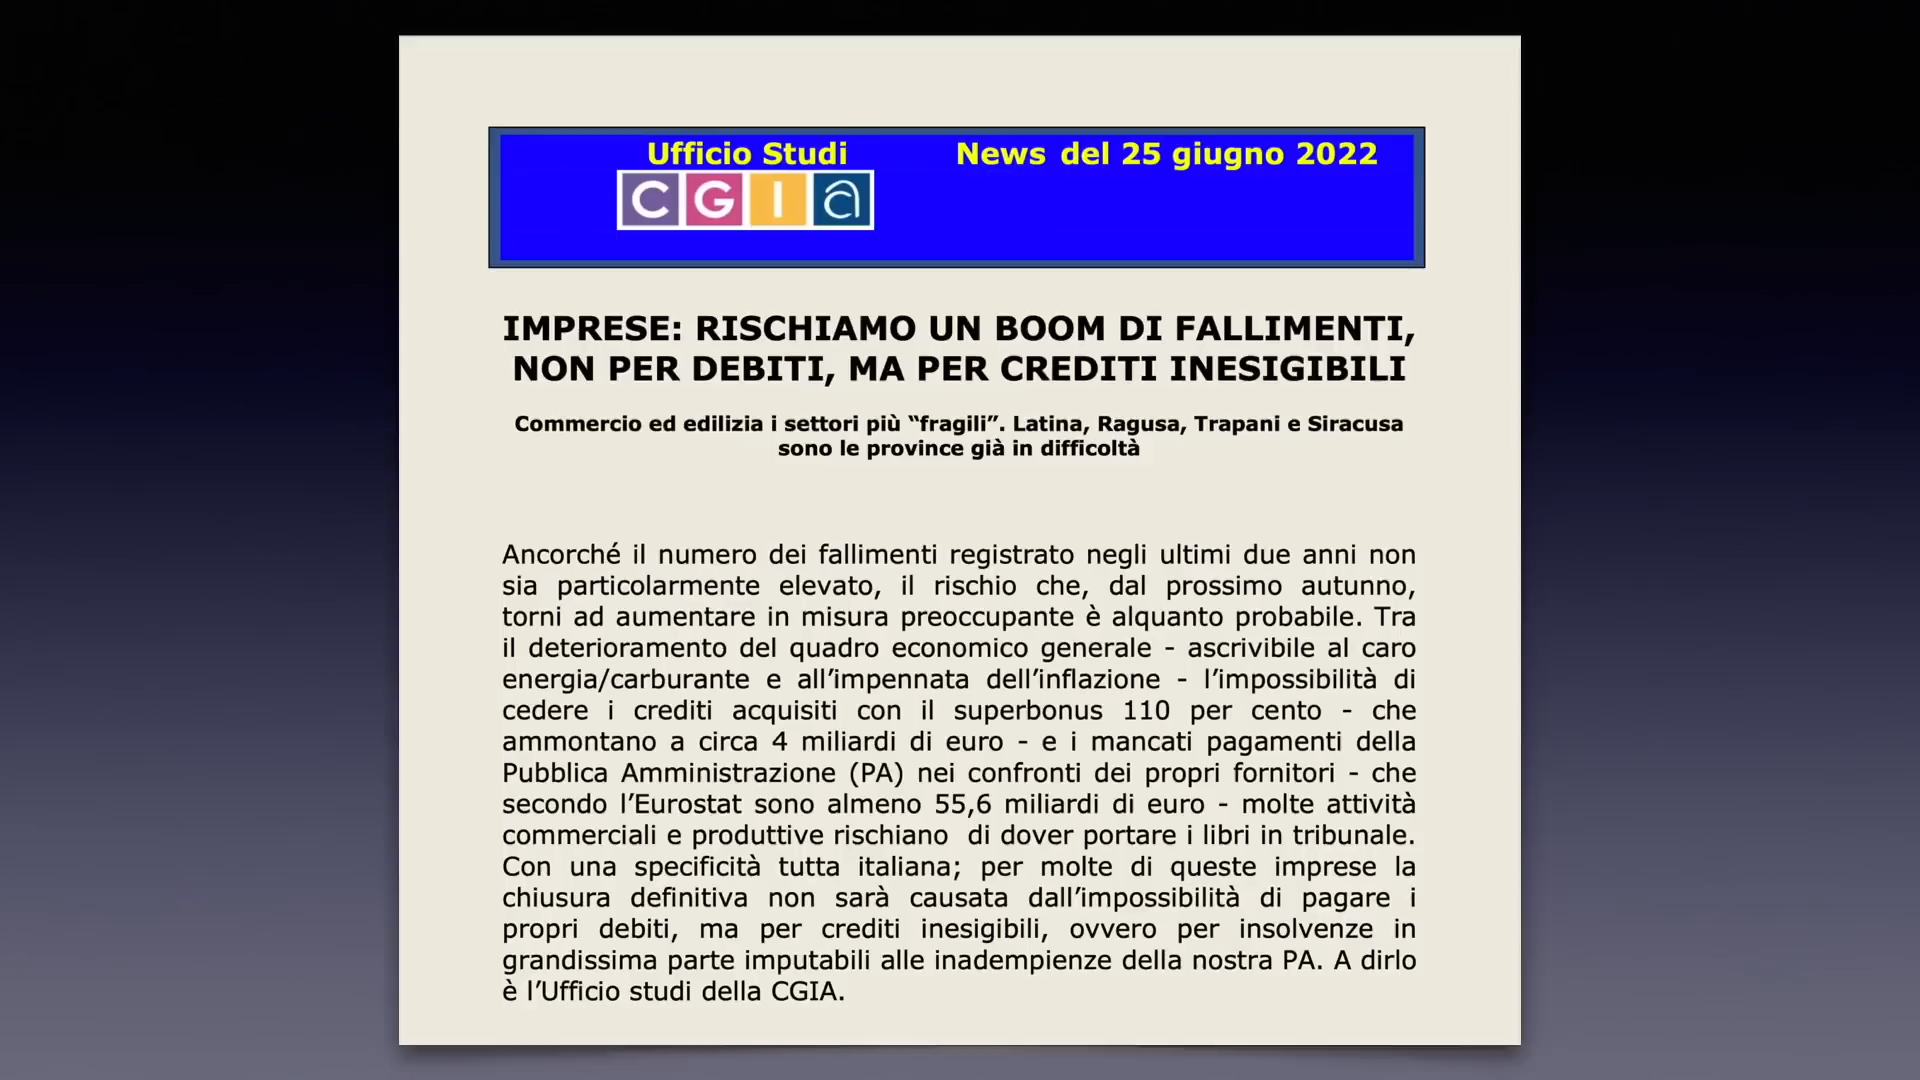 Ufficio Studi News del 25 giugno 2022
CGIA
IMPRESE: RISCHIAMO UN BOOM DI FALLIMENTI,
NON PER DEBITI, MA PER CREDITI INESIGIBILI
Commercio ed edilizia i settori più “fragili”. Latina, Ragusa, Trapani e Siracusa
sono le province già in difficoltà
Ancorché il numero dei fallimenti registrato negli ultimi due anni non
sia particolarmente elevato, il rischio che, dal prossimo autunno,
torni ad aumentare in misura preoccupante è alquanto probabile. Tra
il deterioramento del quadro economico generale - ascrivibile al caro
energia/carburante e all’impennata dell’inflazione - l’impossibilità di
cedere i crediti acquisiti con il superbonus 110 per cento - che
ammontano a circa 4 miliardi di euro - e i mancati pagamenti della
Pubblica Amministrazione (PA) nei confronti dei propri fornitori - che
secondo l’Eurostat sono almeno 55,6 miliardi di euro - molte attività
commerciali e produttive rischiano di dover portare i libri in tribunale.
Con una specificità tutta italiana; per molte di queste imprese la
chiusura definitiva non sarà causata dall’impossibilità di pagare i
propri debiti, ma per crediti inesigibili, ovvero per insolvenze in
grandissima parte imputabili alle inadempienze della nostra PA. A dirlo
è l’Ufficio studi della CGIA.